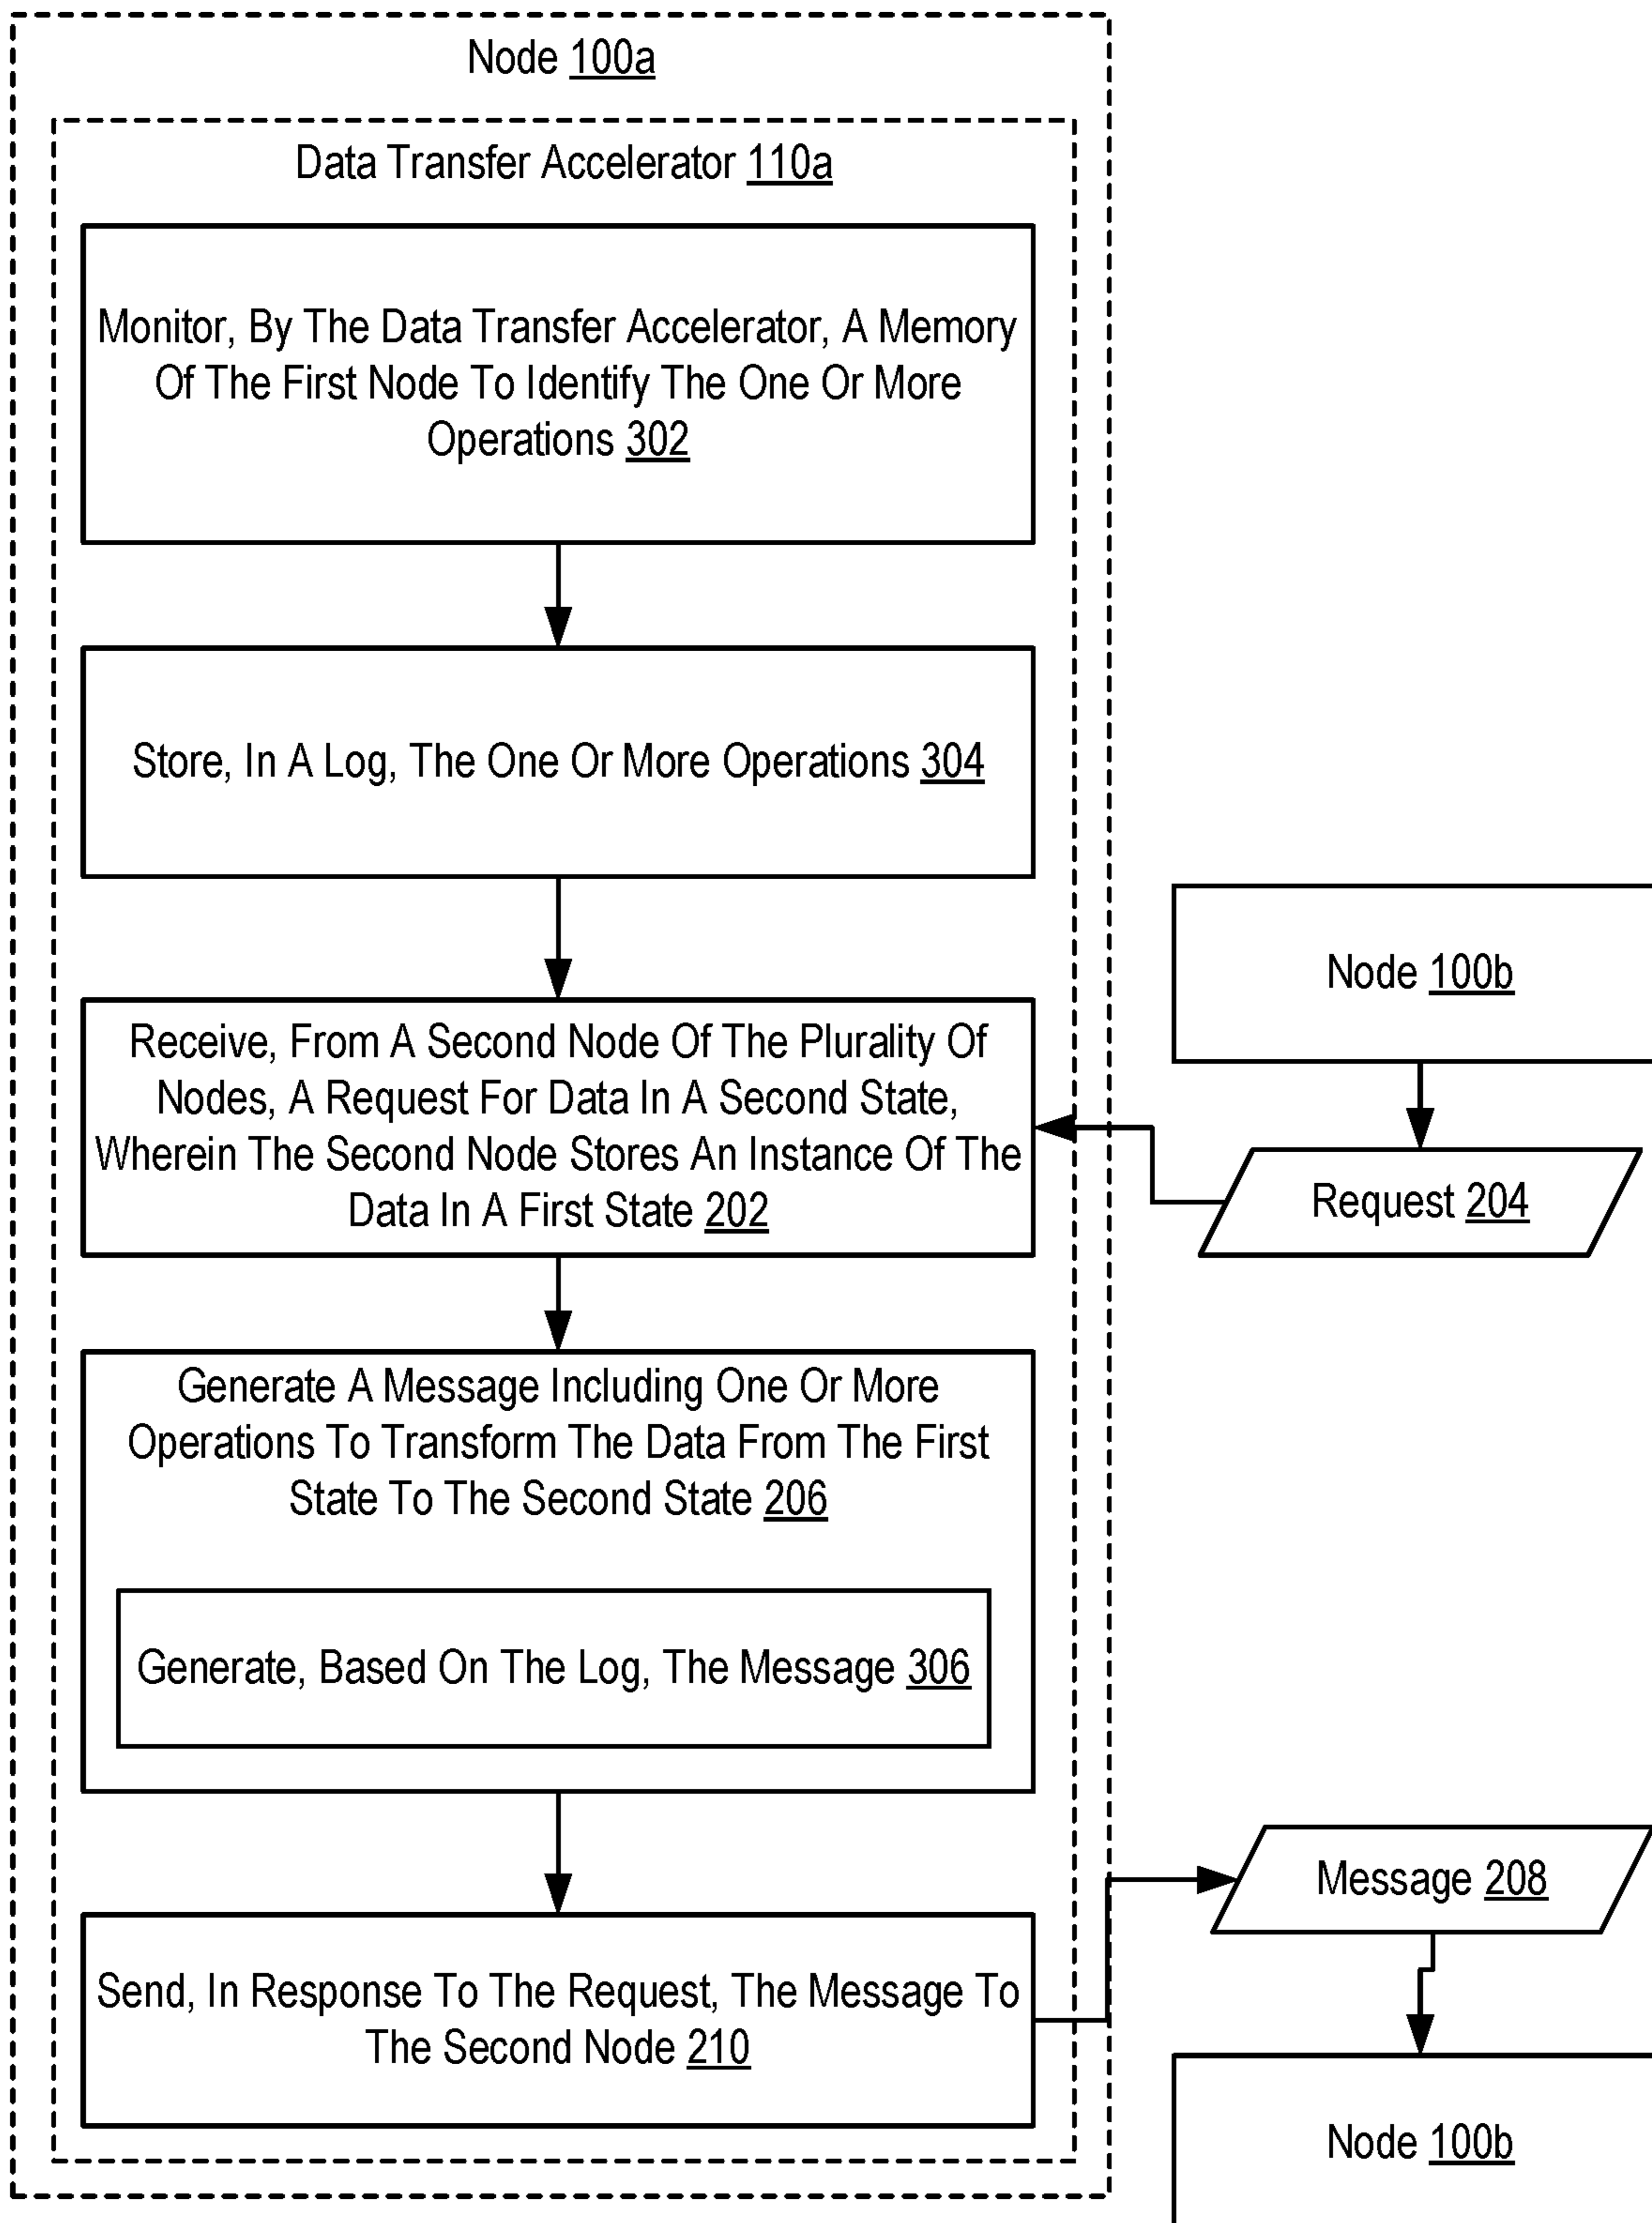 Node 100a
Data Transfer Accelerator 110a
Monitor, By The Data Transfer Accelerator, A Memory
Of The First Node To Identify The One Or More
Operations 302
Store, In A Log, The One Or More Operations 304
Node 100b
Receive, From A Second Node Of The Plurality Of
Nodes, A Request For Data In A Second State,
Wherein The Second Node Stores An Instance Of The
Data In A First State 202
Request 204
Generate A Message Including One Or More
Operations To Transform The Data From The First
State To The Second State 206
Generate, Based On The Log, The Message 306
Message 208
Send, In Response To The Request, The Message To
The Second Node 210
Node 100b